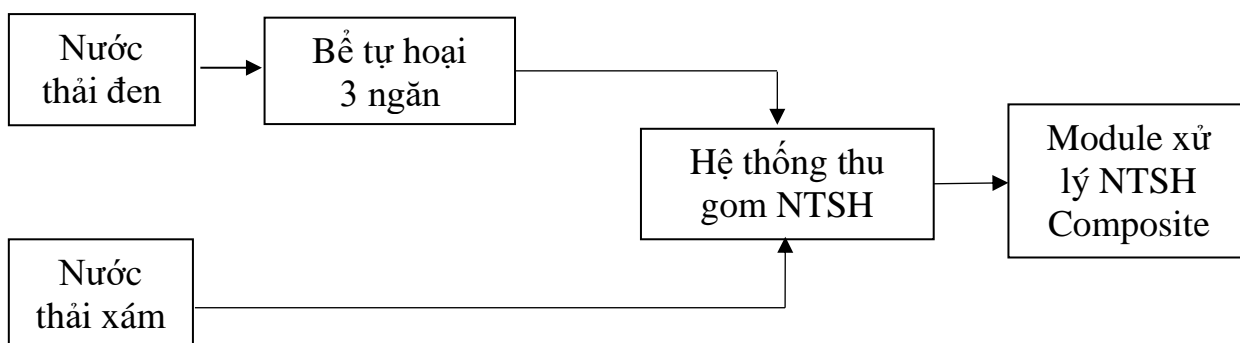 Nước
thải đen
Bể tự hoại
3 ngăn
Hệ thống thu
gom NTSH
Module xử
lý NTSH
Composite
Nước
thải xám